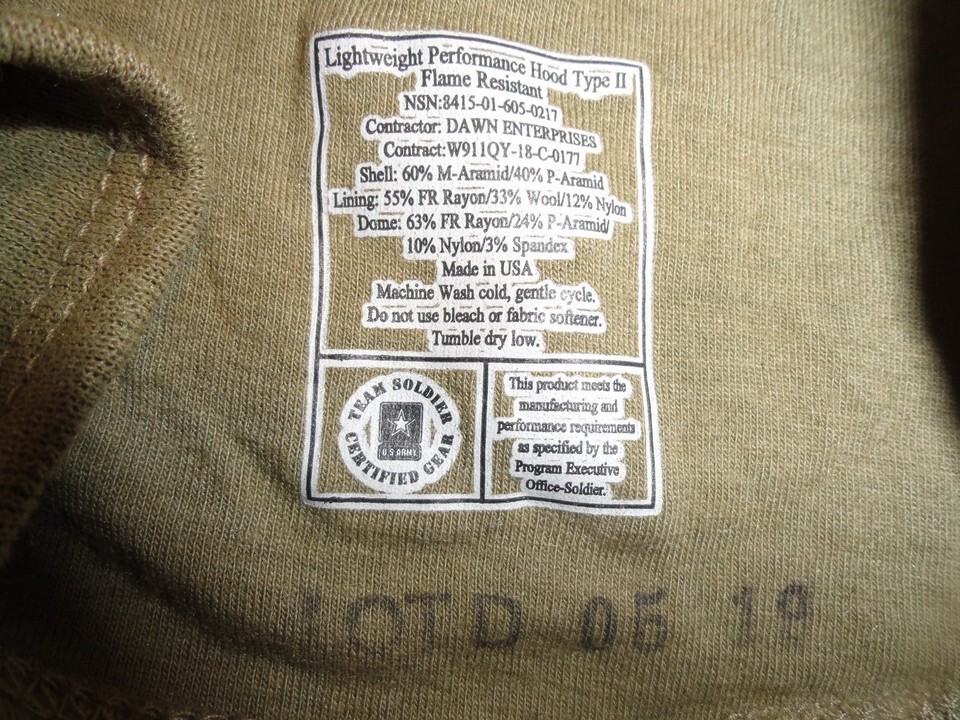 Lightweight Performance Hood Type II
Flame Resistant
NSN:8415-01-605-0217
Contractor: DAWN ENTERPRISES
Contract:W911QY-18-C-0177
Shell: 60% M-Aramid/40% P-Aramid
Lining: 55% FR Rayon/33% Wool/12% Nylon
Dome: 63% FR Rayon/24% P-Aramid/
10% Nylon/3% Spandex
Made in USA
Machine Wash cold, gentle cycle.
Do not use bleach or fabric softener.
Tumble dry low.
TEAM SOLDIER
U.S ARMY
CERTIFIED GEAR
This product meets the
manufacturing and
performance requirements
as specified by the
Program Executive
Office-Soldier.
05 19